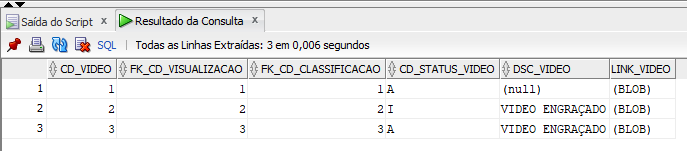 Saída do Script x Resultado da Consulta x
SQL | Todas as Linhas Extraídas: 3 em 0,006 segundos
CD_VIDEO FK_CD_VISUALIZACAO FK_CD_CLASSIFICACAO CD_STATUS_VIDEO DSC_VIDEO LINK_VIDEO
1 1 1 1 A (null) (BLOB)
2 2 2 2 I VIDEO ENGRAÇADO (BLOB)
3 3 3 3 A VIDEO ENGRAÇADO (BLOB)